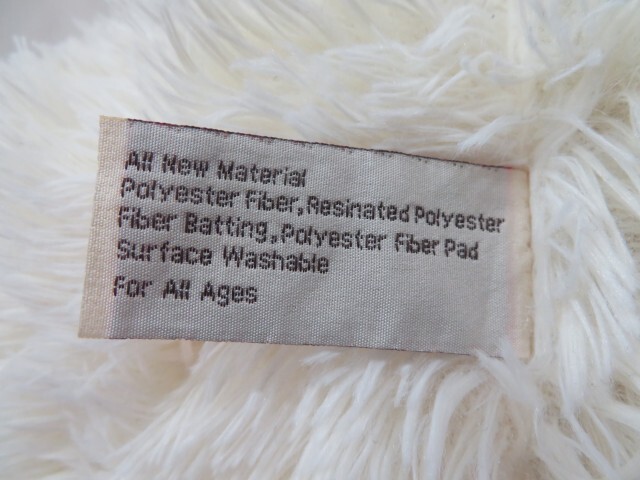 All New Material
Polyester Fiber, Resinated Polyester
Fiber Batting, Polyester Fiber Pad
Surface Washable
For All Ages